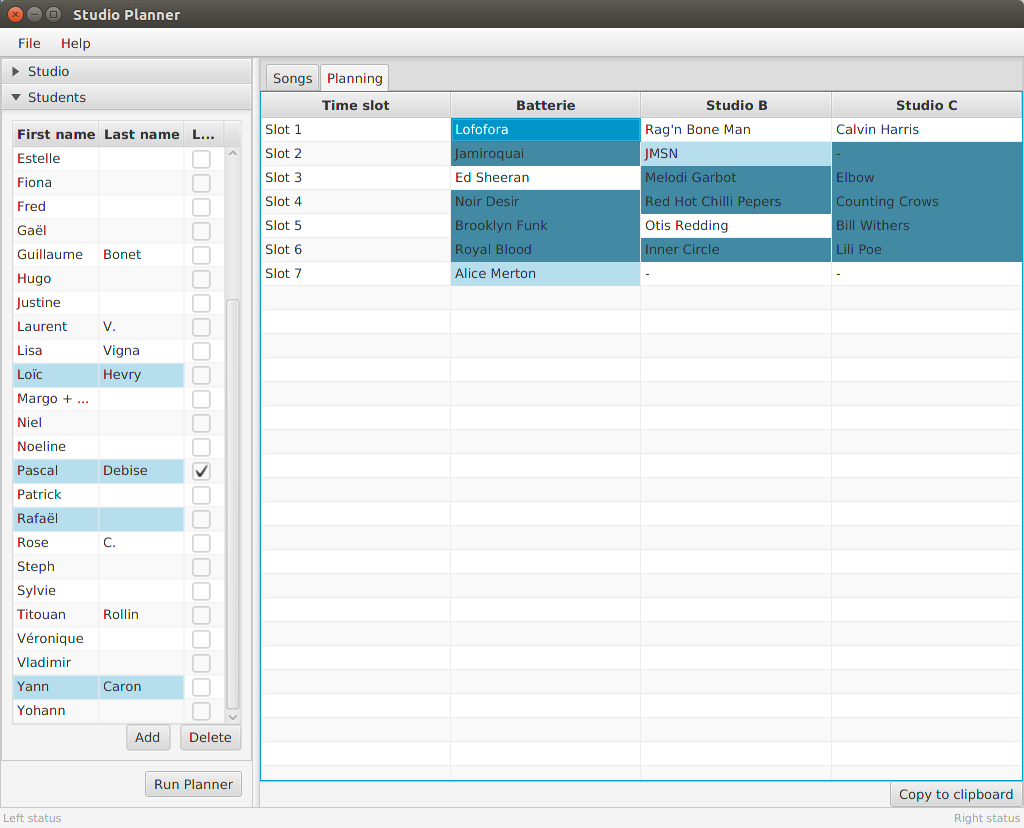 Studio Planner
File Help
Studio
Students
First name Last name L...
Estelle
Fiona
Fred
Gaël
Guillaume Bonet
Hugo
Justine
Laurent V.
Lisa Vigna
Loïc Hevry
Margo + ...
Niel
Noeline
Pascal Debise
Patrick
Rafaël
Rose C.
Steph
Sylvie
Titouan Rollin
Véronique
Vladimir
Yann Caron
Yohann
Add Delete
Run Planner
Songs Planning
Time slot Batterie Studio B Studio C
Slot 1 Lofofora Rag'n Bone Man Calvin Harris
Slot 2 Jamiroquai JMSN -
Slot 3 Ed Sheeran Melodi Garbot Elbow
Slot 4 Noir Desir Red Hot Chilli Pepers Counting Crows
Slot 5 Brooklyn Funk Otis Redding Bill Withers
Slot 6 Royal Blood Inner Circle Lili Poe
Slot 7 Alice Merton - -
Copy to clipboard
Left status Right status